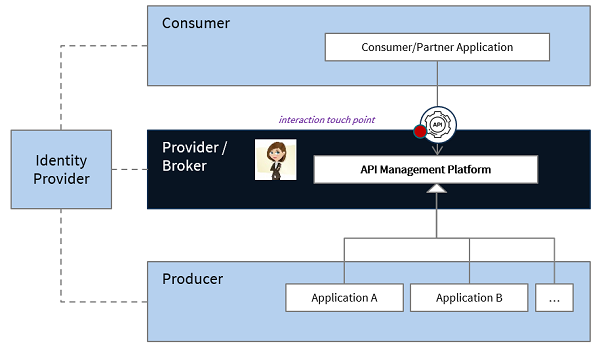 Consumer
Consumer/Partner Application
interaction touch point
API
Identity
Provider
Provider /
Broker
API Management Platform
Producer
Application A
Application B
...